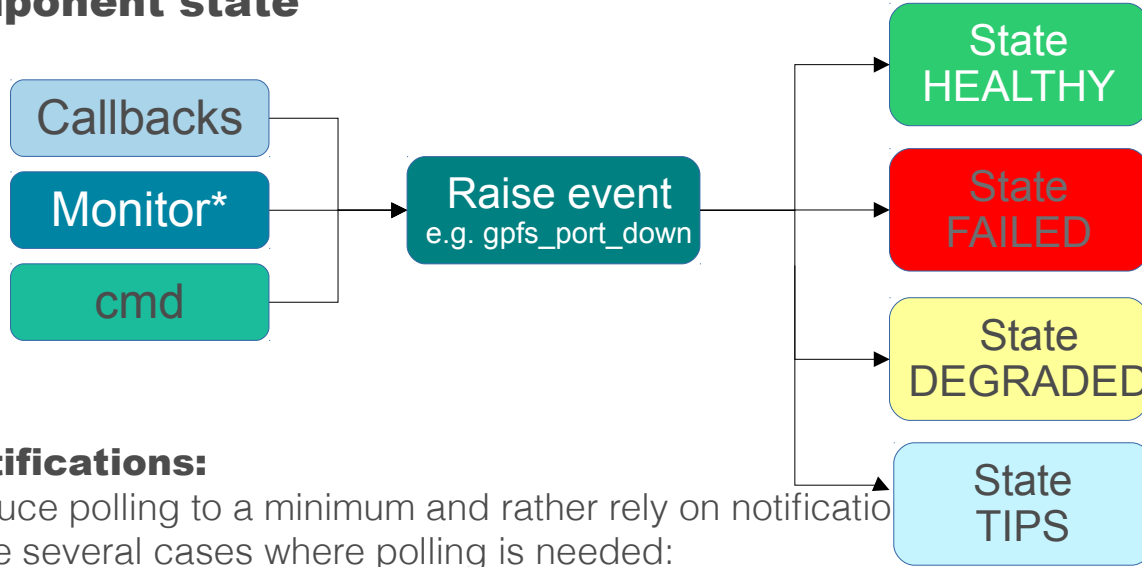 ponent state
Callbacks
Monitor*
cmd
Raise event
e.g. gpfs_port_down
State
HEALTHY
State
FAILED
State
DEGRADED
State
TIPS
tifications:
uce polling to a minimum and rather rely on notificatio
e several cases where polling is needed: